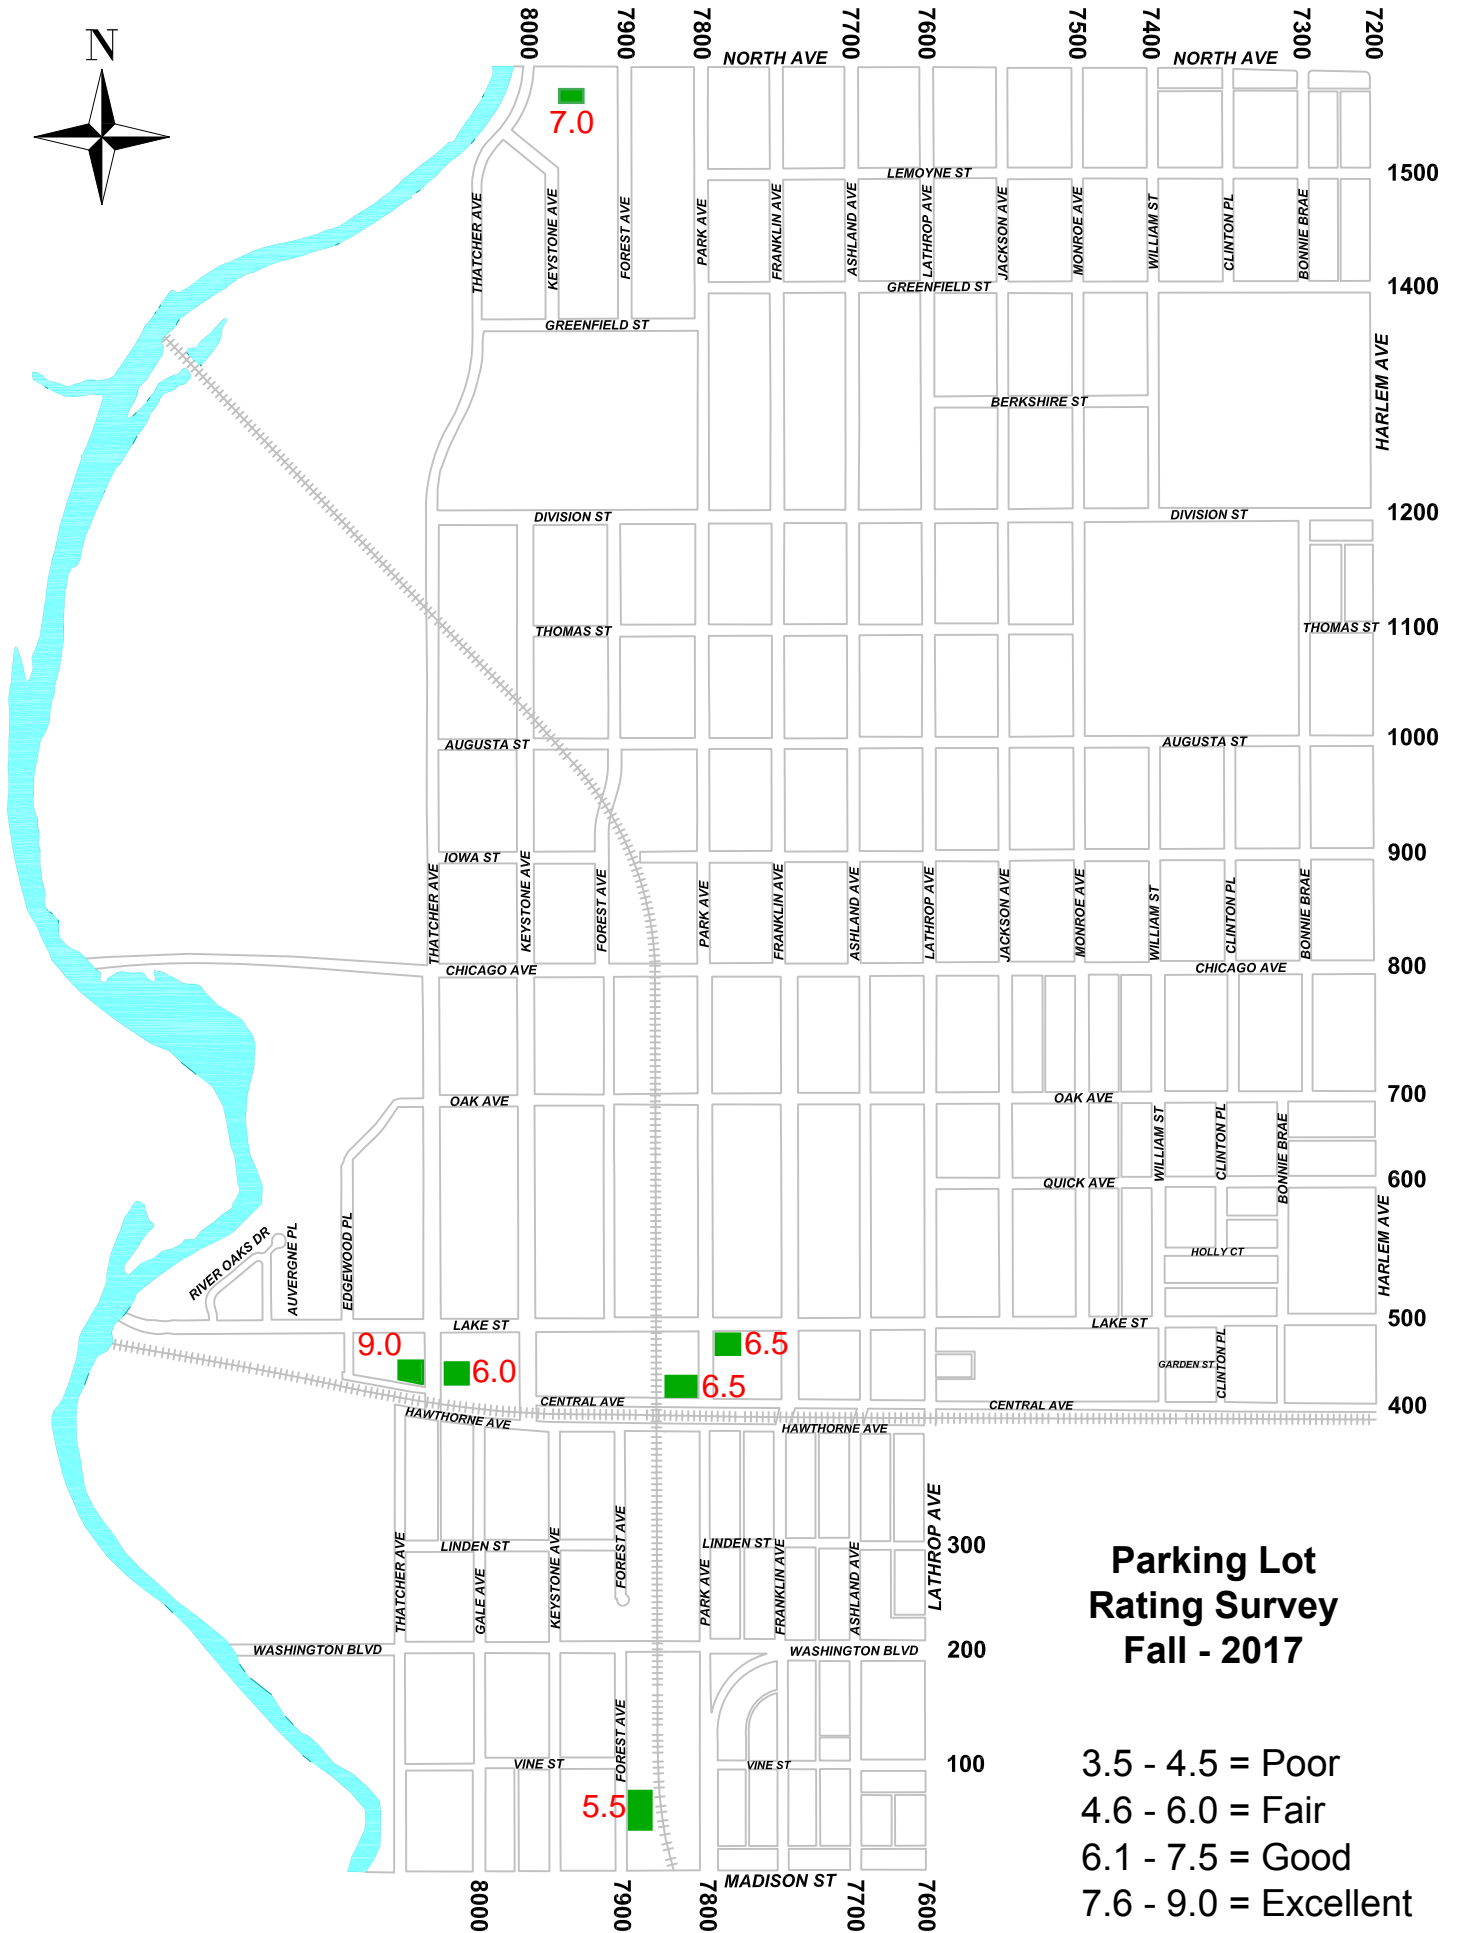 8000
7900
7800
7700
7600
7500
7400
7300
7200
N
NORTH AVE
NORTH AVE
7.0
LEMOYNE ST
1500
THATCHER AVE
KEYSTONE AVE
FOREST AVE
PARK AVE
FRANKLIN AVE
ASHLAND AVE
LATHROP AVE
JACKSON AVE
MONROE AVE
WILLIAM ST
CLINTON PL
BONNIE BRAE
GREENFIELD ST
1400
GREENFIELD ST
HARLEM AVE
BERKSHIRE ST
DIVISION ST
DIVISION ST
1200
THOMAS ST
THOMAS ST
1100
AUGUSTA ST
AUGUSTA ST
1000
IOWA ST
900
THATCHER AVE
KEYSTONE AVE
FOREST AVE
PARK AVE
FRANKLIN AVE
ASHLAND AVE
LATHROP AVE
JACKSON AVE
MONROE AVE
WILLIAM ST
CLINTON PL
BONNIE BRAE
CHICAGO AVE
CHICAGO AVE
800
OAK AVE
OAK AVE
700
WILLIAM ST
CLINTON PL
BONNIE BRAE
QUICK AVE
600
RIVER OAKS DR
AUVERGNE PL
EDGEWOOD PL
HOLLY CT
HARLEM AVE
LAKE ST
LAKE ST
500
9.0
6.0
6.5
6.5
GARDEN ST
CLINTON PL
CENTRAL AVE
CENTRAL AVE
400
HAWTHORNE AVE
HAWTHORNE AVE
LINDEN ST
LINDEN ST
300
THATCHER AVE
GALE AVE
KEYSTONE AVE
FOREST AVE
PARK AVE
FRANKLIN AVE
ASHLAND AVE
LATHROP AVE
WASHINGTON BLVD
WASHINGTON BLVD
200
FOREST AVE
VINE ST
VINE ST
100
5.5
MADISON ST
8000
7900
7800
7700
7600
Parking Lot
Rating Survey
Fall - 2017
3.5 - 4.5 = Poor
4.6 - 6.0 = Fair
6.1 - 7.5 = Good
7.6 - 9.0 = Excellent